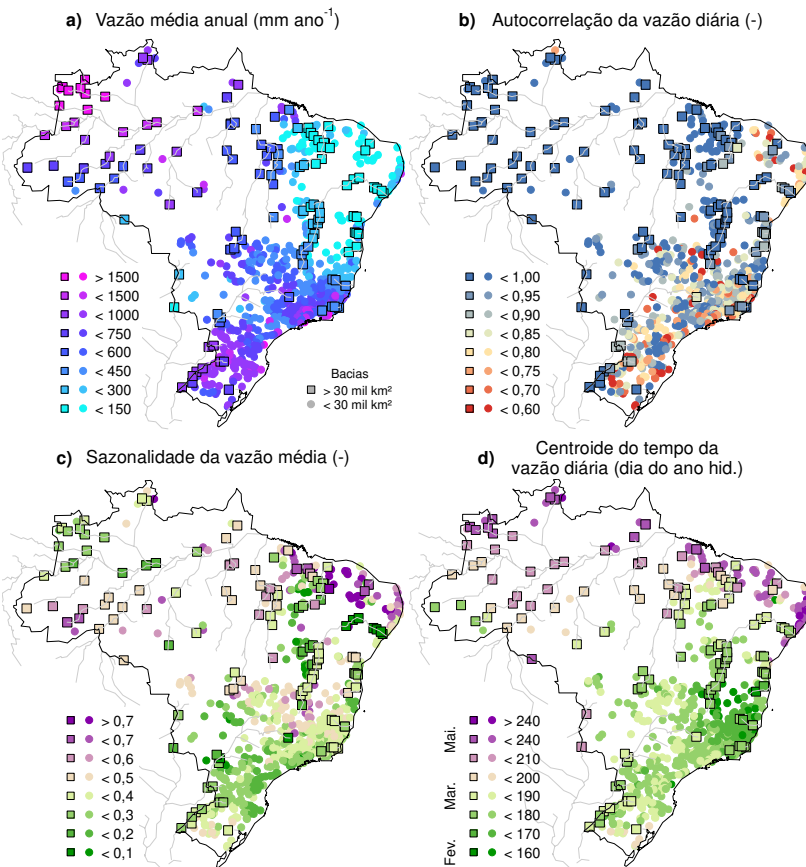 a) Vazão média anual (mm ano⁻¹)
> 1500
< 1500
< 1000
< 750
< 600
< 450
< 300
< 150
Bacias
> 30 mil km²
< 30 mil km²
b) Autocorrelação da vazão diária (-)
< 1,00
< 0,95
< 0,90
< 0,85
< 0,80
< 0,75
< 0,70
< 0,60
c) Sazonalidade da vazão média (-)
> 0,7
< 0,7
< 0,6
< 0,5
< 0,4
< 0,3
< 0,2
< 0,1
d) Centroide do tempo da
vazão diária (dia do ano hid.)
Mai.
Mar.
Fev.
> 240
< 240
< 210
< 200
< 190
< 180
< 170
< 160